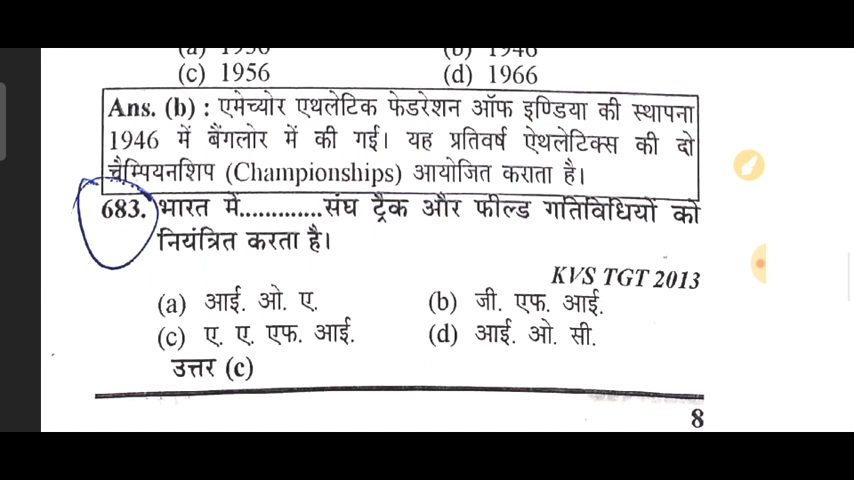 (a) 1950 (b) 1946
(c) 1956 (d) 1966
Ans. (b) : एमेच्योर एथलेटिक फेडरेशन ऑफ इण्डिया की स्थापना
1946 में बैंगलोर में की गई। यह प्रतिवर्ष ऐथलेटिक्स की दो
चैम्पियनशिप (Championships) आयोजित कराता है।
683. भारत में.............संघ ट्रैक और फील्ड गतिविधियों को
नियंत्रित करता है।
KVS TGT 2013
(a) आई. ओ. ए. (b) जी. एफ. आई.
(c) ए. ए. एफ. आई. (d) आई. ओ. सी.
उत्तर (c)
8